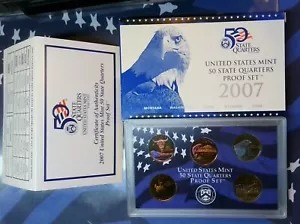 50
STATE
QUARTERS
Certificate of Authenticity
2007 United States Mint 50 State Quarters
Proof Set
50
STATE
QUARTERS
UNITED STATES MINT
50 STATE QUARTERS
PROOF SET
2007
MONTANA
UNITED STATES MINT
50 STATE QUARTERS
PROOF SET